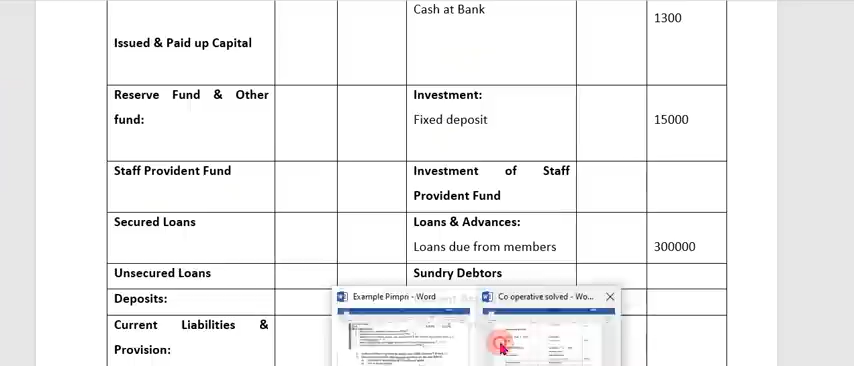 Cash at Bank
1300
Issued & Paid up Capital
Reserve Fund & Other
fund:
Investment:
Fixed deposit
15000
Staff Provident Fund
Investment of Staff
Provident Fund
Secured Loans
Loans & Advances:
Loans due from members
300000
Unsecured Loans
Sundry Debtors
Deposits:
Current Liabilities &
Provision:
Example Pimpri - Word
Co operative solved - Wo...